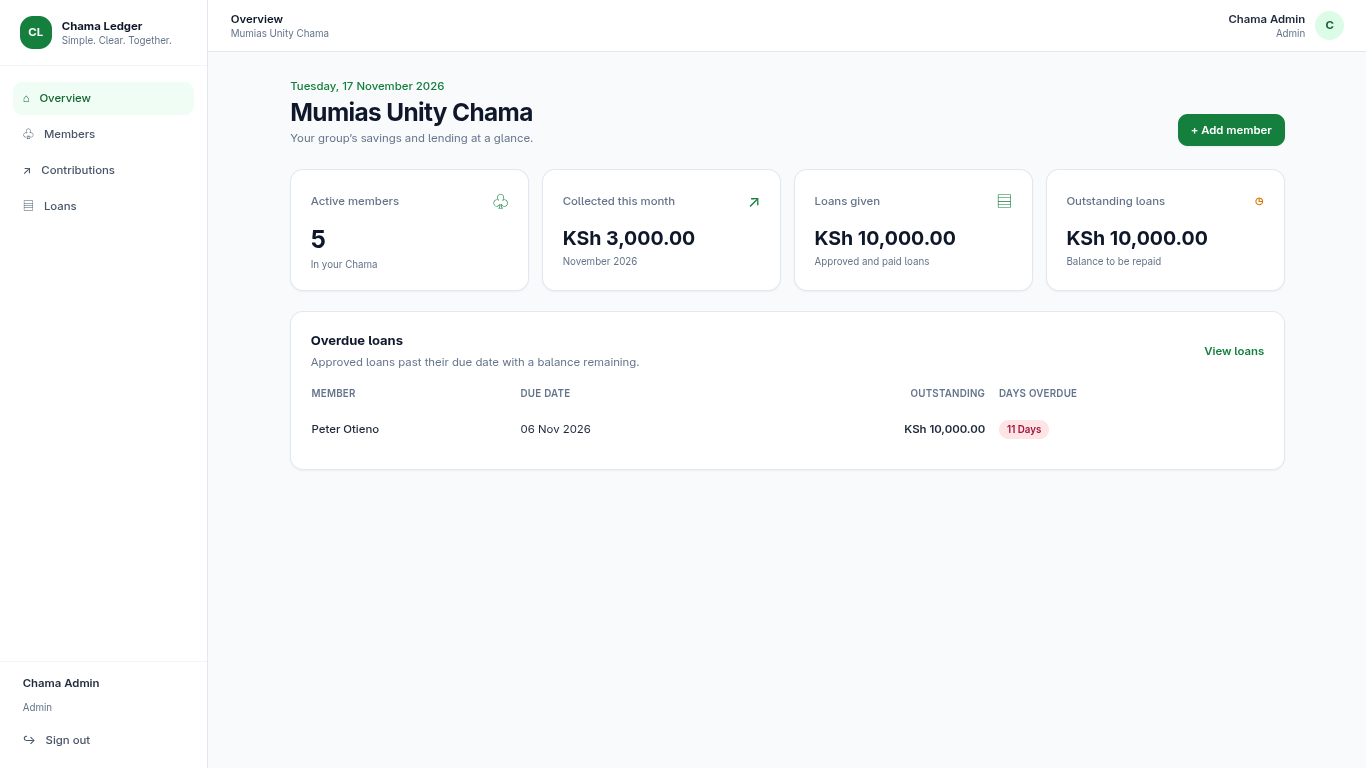 CL
Chama Ledger
Simple. Clear. Together.
Overview
Members
Contributions
Loans
Chama Admin
Admin
Sign out
Overview
Mumias Unity Chama
Chama Admin
Admin
C
Tuesday, 17 November 2026
Mumias Unity Chama
Your group's savings and lending at a glance.
+ Add member
Active members
5
In your Chama
Collected this month
KSh 3,000.00
November 2026
Loans given
KSh 10,000.00
Approved and paid loans
Outstanding loans
KSh 10,000.00
Balance to be repaid
Overdue loans
Approved loans past their due date with a balance remaining.
View loans
MEMBER DUE DATE OUTSTANDING DAYS OVERDUE
Peter Otieno 06 Nov 2026 KSh 10,000.00 11 Days